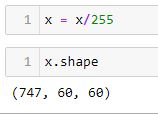 1 x = x/255
1 x.shape
(747, 60, 60)